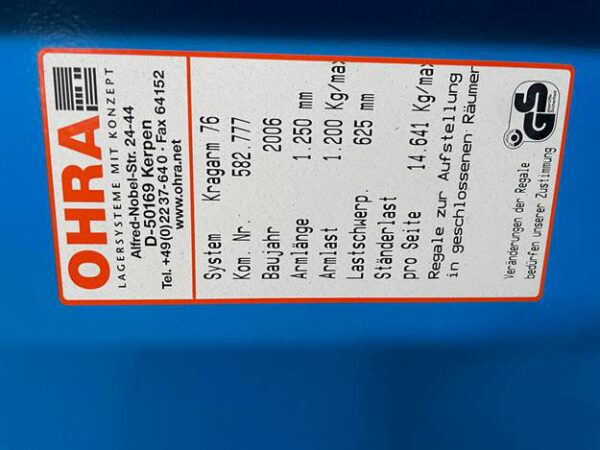 OHRA
LAGERSYSTEME MIT KONZEPT
Alfred-Nobel-Str. 24-44
D-50169 Kerpen
Tel. +49(0)2237-640 · Fax 64152
www.ohra.net
System Kragarm 76
Kom. Nr. 582.777
Baujahr 2006
Armlänge 1.250 mm
Armlast 1.200 Kg/max
Lastschwerp. 625 mm
Ständerlast
pro Seite 14.641 Kg/max
Regale zur Aufstellung
in geschlossenen Räumen
GS
Veränderungen der Regale
bedürfen unserer Zustimmung